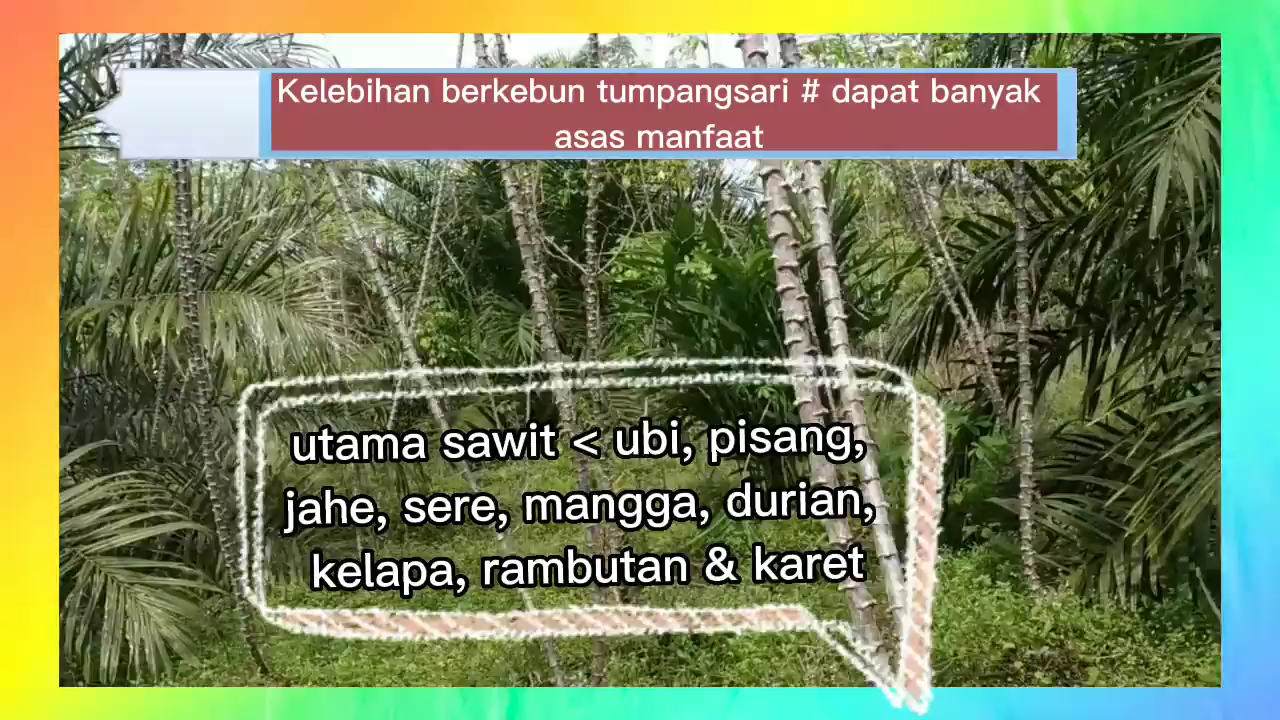 Kelebihan berkebun tumpangsari # dapat banyak
asas manfaat
utama sawit < ubi, pisang,
jahe, sere, mangga, durian,
kelapa, rambutan & karet